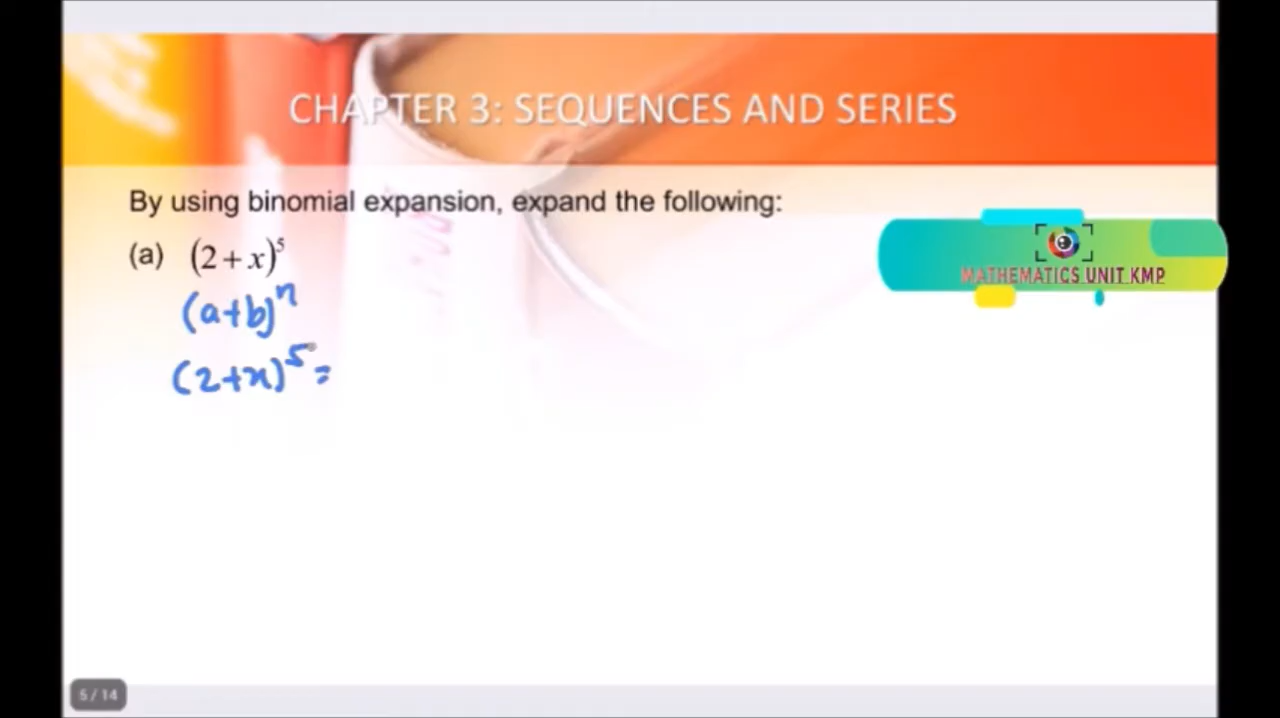 CHAPTER 3: SEQUENCES AND SERIES
By using binomial expansion, expand the following:
(a) (2 + x)⁵
(a+b)ⁿ
(2+x)⁵ =
MATHEMATICS UNIT KMP
5 / 14